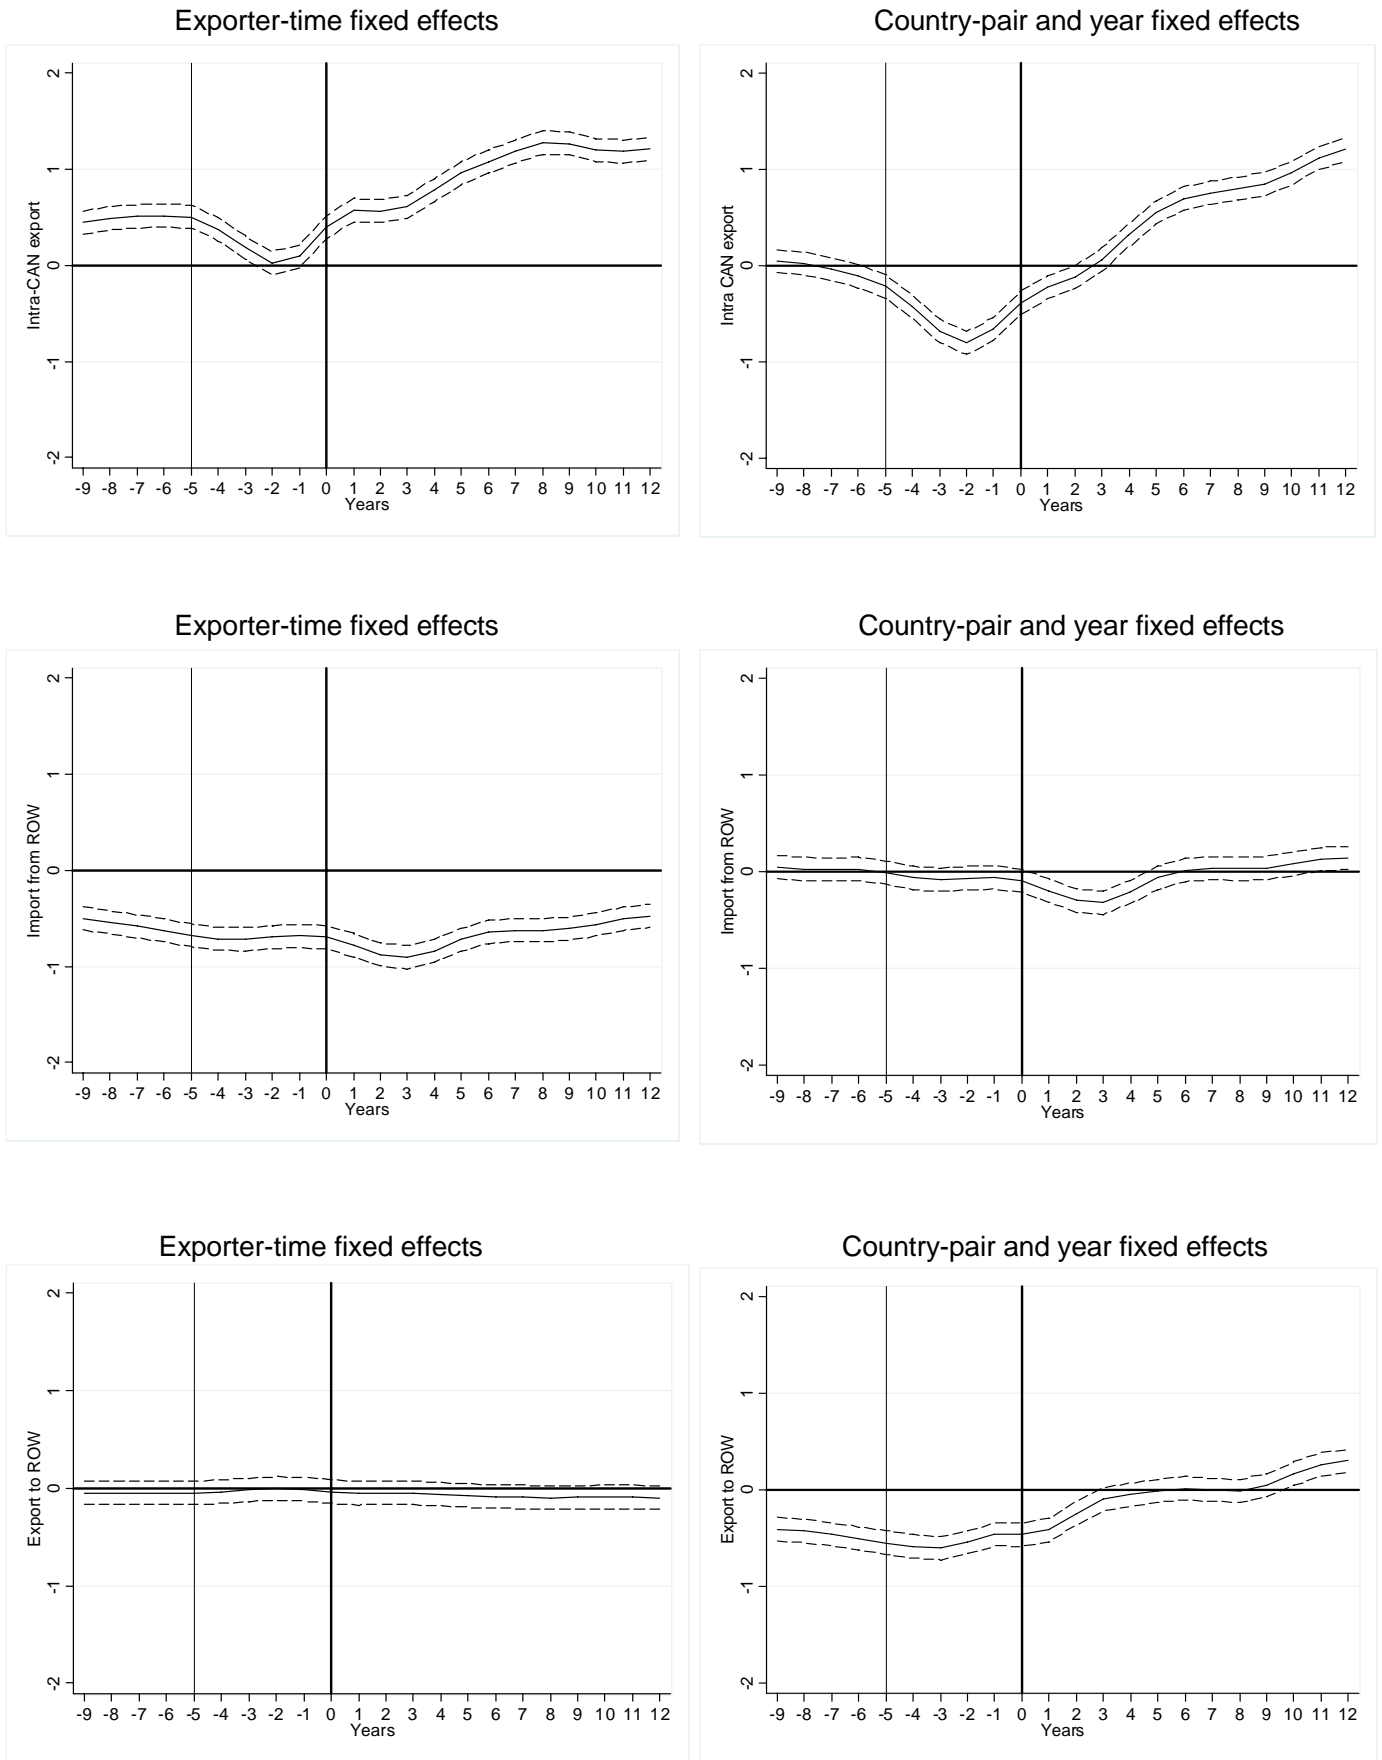 Exporter-time fixed effects
Country-pair and year fixed effects
2
1
0
-1
-2
Intra-CAN export
-9 -8 -7 -6 -5 -4 -3 -2 -1 0 1 2 3 4 5 6 7 8 9 10 11 12
Years
2
1
0
-1
-2
Intra CAN export
-9 -8 -7 -6 -5 -4 -3 -2 -1 0 1 2 3 4 5 6 7 8 9 10 11 12
Years
Exporter-time fixed effects
Country-pair and year fixed effects
2
1
0
-1
-2
Import from ROW
-9 -8 -7 -6 -5 -4 -3 -2 -1 0 1 2 3 4 5 6 7 8 9 10 11 12
Years
2
1
0
-1
-2
Import from ROW
-9 -8 -7 -6 -5 -4 -3 -2 -1 0 1 2 3 4 5 6 7 8 9 10 11 12
Years
Exporter-time fixed effects
Country-pair and year fixed effects
2
1
0
-1
-2
Export to ROW
-9 -8 -7 -6 -5 -4 -3 -2 -1 0 1 2 3 4 5 6 7 8 9 10 11 12
Years
2
1
0
-1
-2
Export to ROW
-9 -8 -7 -6 -5 -4 -3 -2 -1 0 1 2 3 4 5 6 7 8 9 10 11 12
Years